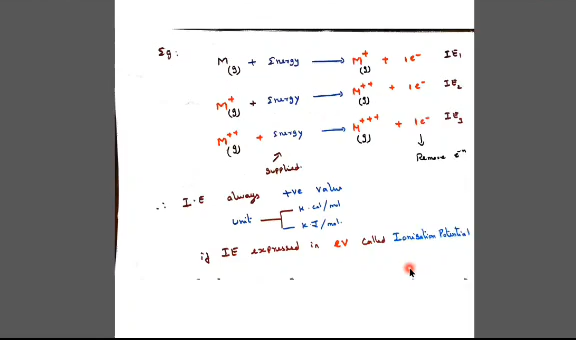 Eg:
M(g) + Energy → M⁺(g) + 1e⁻ IE₁
M⁺(g) + Energy → M⁺⁺(g) + 1e⁻ IE₂
M⁺⁺(g) + Energy → M⁺⁺⁺(g) + 1e⁻ IE₃
supplied
Remove e⁻ⁿ
∴ I.E always +ve value
unit
k.cal/mol
kJ/mol.
if IE expressed in eV called Ionisation Potential